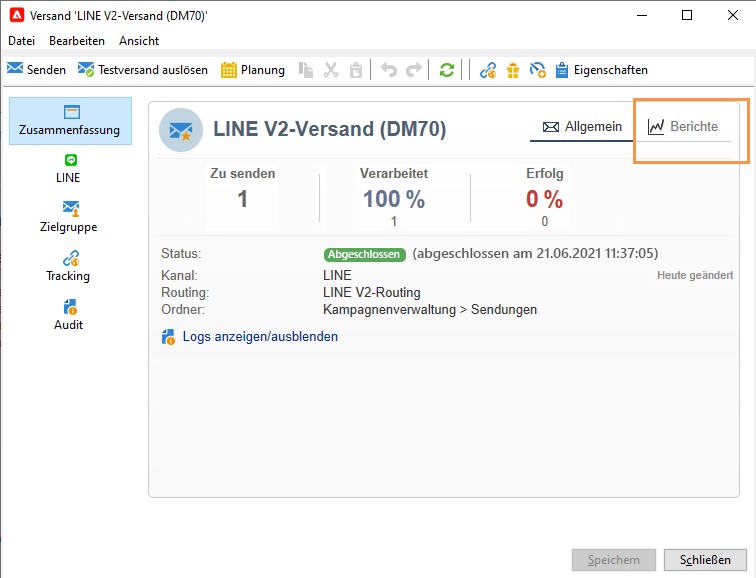 Versand 'LINE V2-Versand (DM70)'
Datei Bearbeiten Ansicht
Senden Testversand auslösen Planung Eigenschaften
Zusammenfassung
LINE
Zielgruppe
Tracking
Audit
LINE V2-Versand (DM70)
Allgemein
Berichte
Zu senden Verarbeitet Erfolg
1 100 % 0 %
1 0
Status: Abgeschlossen (abgeschlossen am 21.06.2021 11:37:05)
Kanal: LINE Heute geändert
Routing: LINE V2-Routing
Ordner: Kampagnenverwaltung > Sendungen
Logs anzeigen/ausblenden
Speichern Schließen